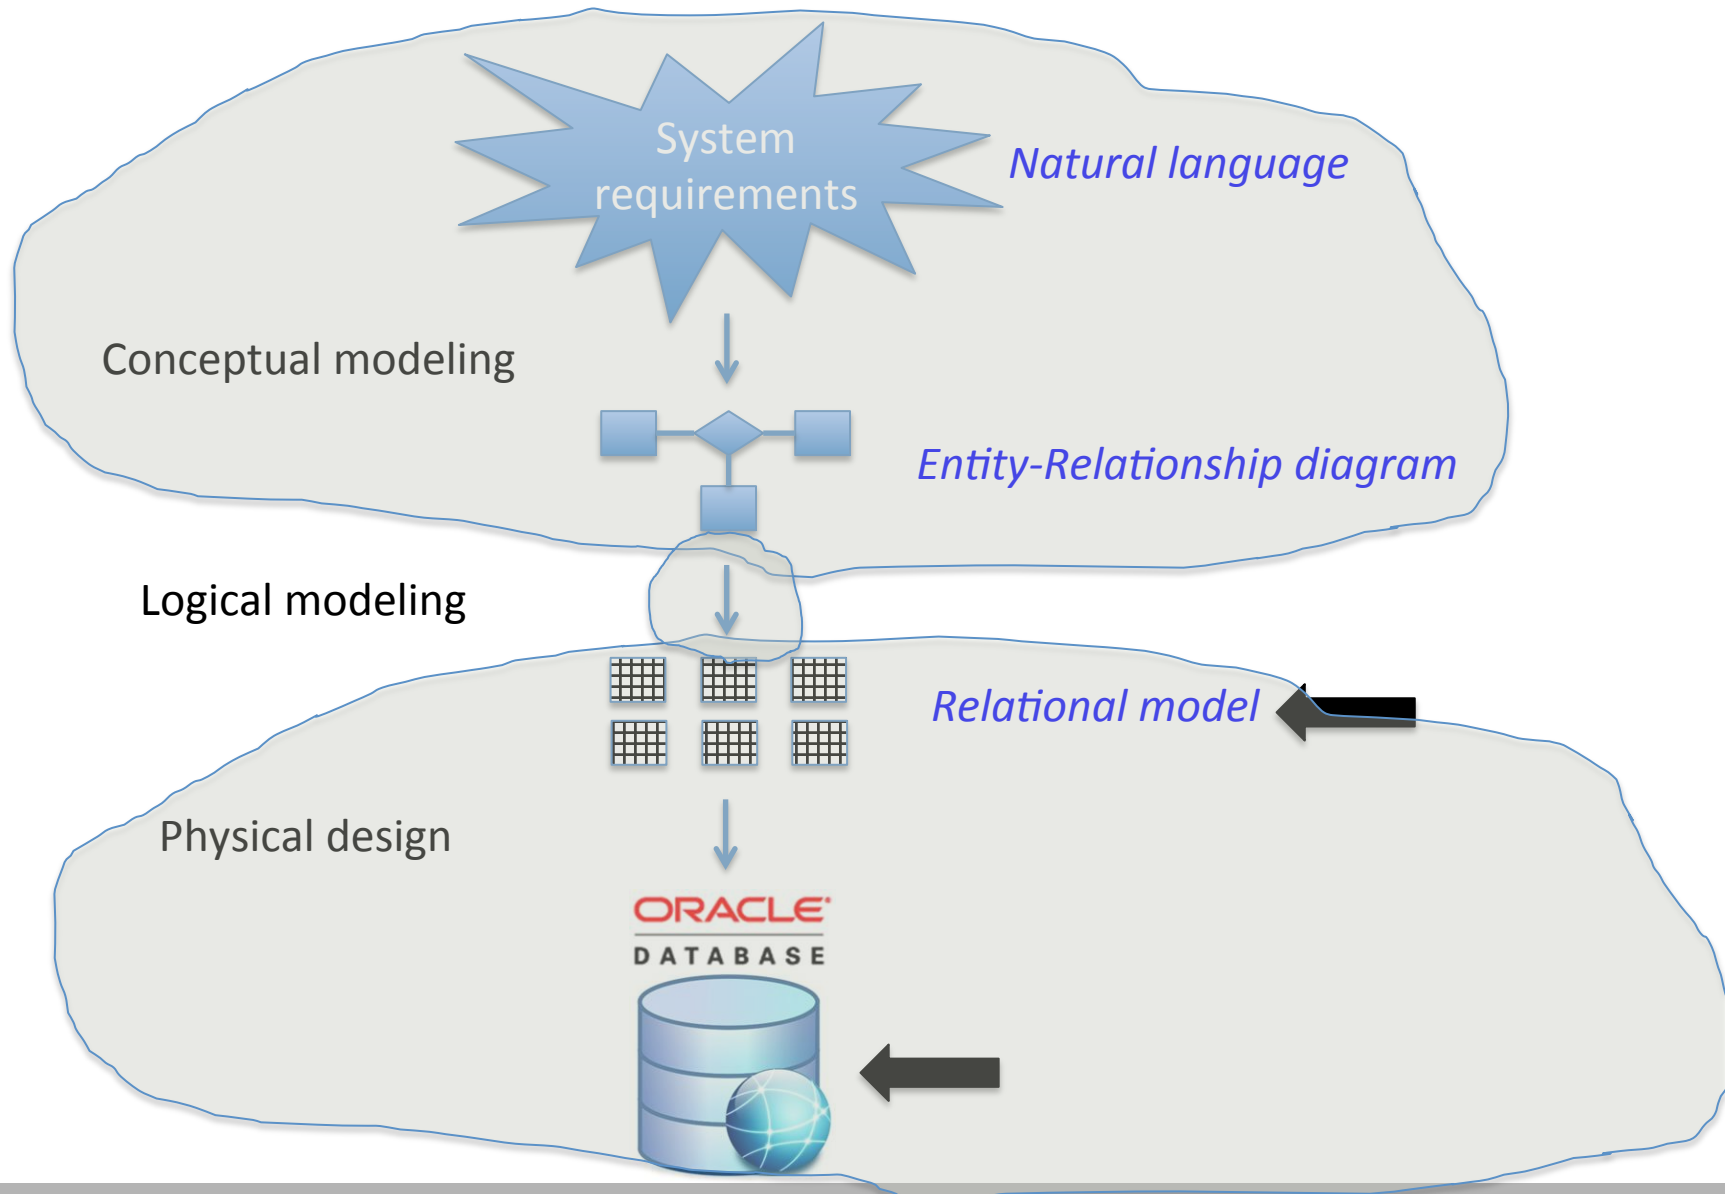 System
requirements
Natural language
Conceptual modeling
Entity-Relationship diagram
Logical modeling
Relational model
Physical design
ORACLE
DATABASE